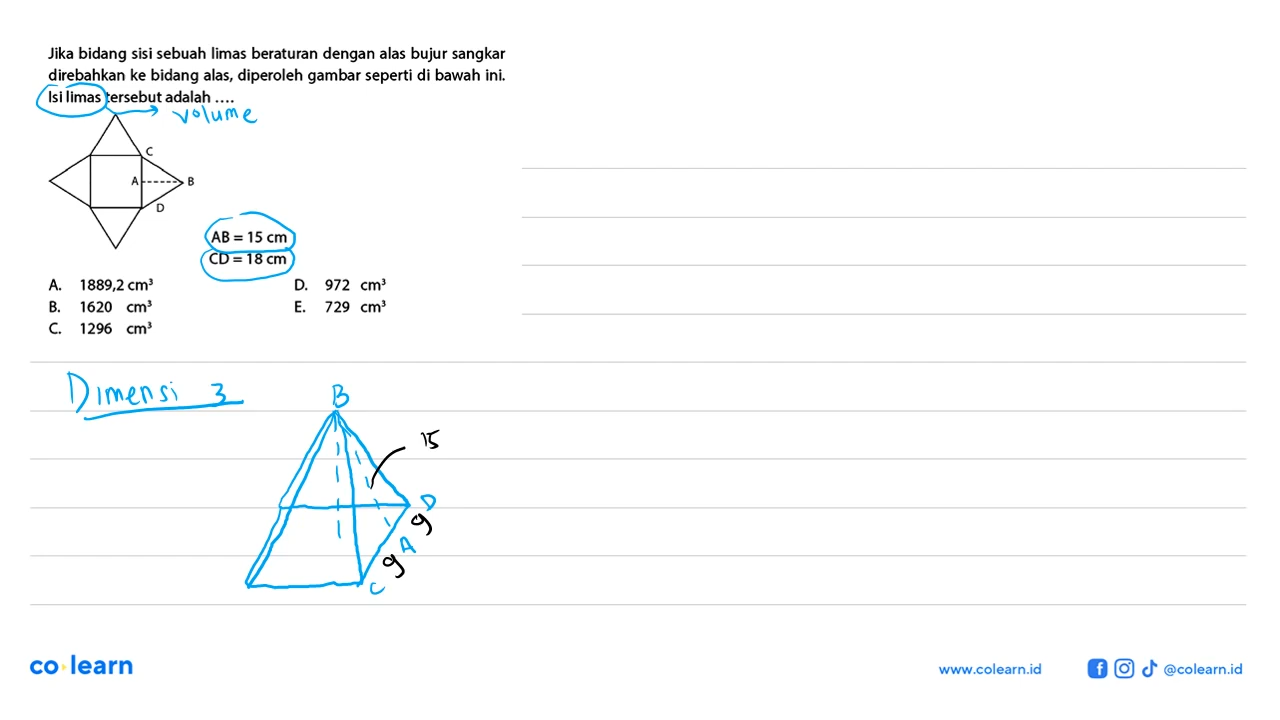 Jika bidang sisi sebuah limas beraturan dengan alas bujur sangkar
direbahkan ke bidang alas, diperoleh gambar seperti di bawah ini.
Isi limas tersebut adalah ....
volume
C
A
B
D
AB = 15 cm
CD = 18 cm
A. 1889,2 cm³
B. 1620 cm³
C. 1296 cm³
D. 972 cm³
E. 729 cm³
Dimensi 3
B
15
D
9
A
9
C
co learn
www.colearn.id
@colearn.id